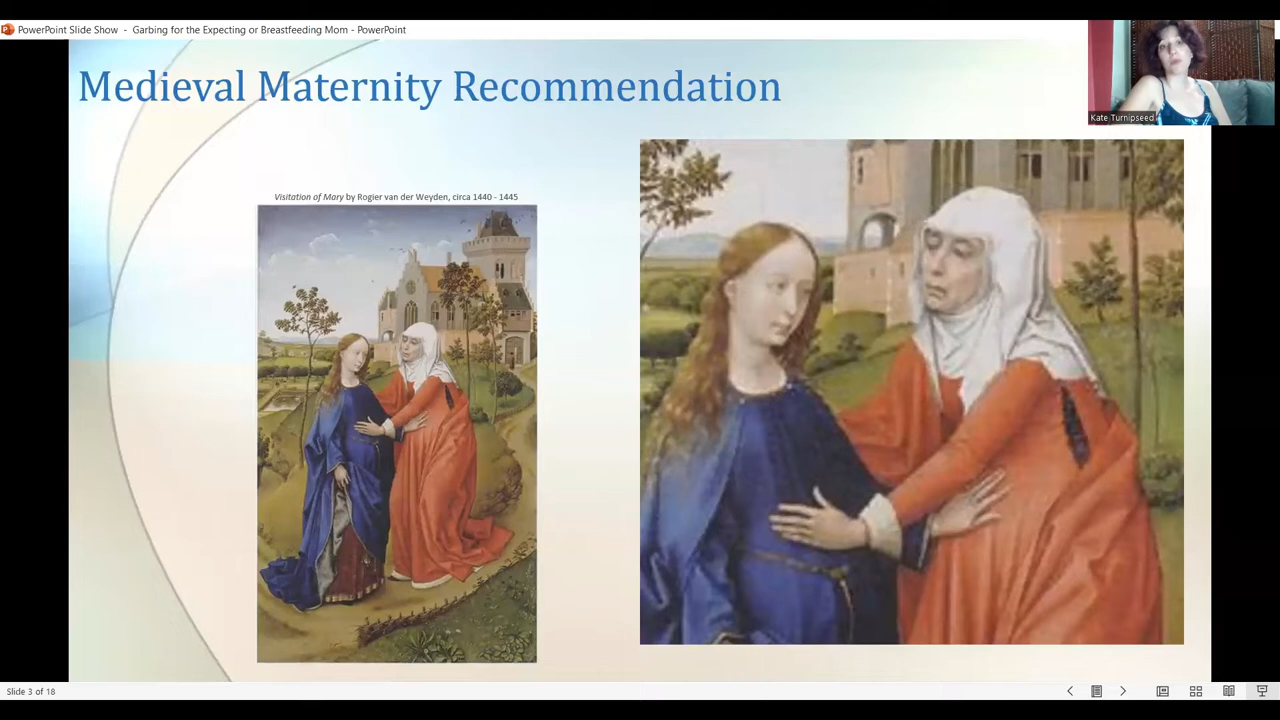 PowerPoint Slide Show - Garbing for the Expecting or Breastfeeding Mom - PowerPoint
Medieval Maternity Recommendation
Kate Turnipseed
Visitation of Mary by Rogier van der Weyden, circa 1440 - 1445
Slide 3 of 18